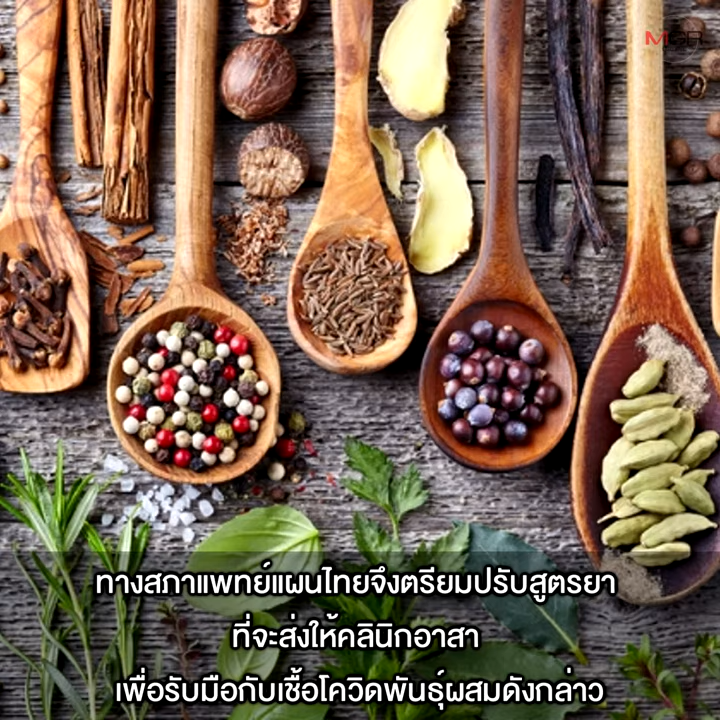 ทางสภาแพทย์แผนไทยจึงตรียมปรับสูตรยา
ที่จะส่งให้คลินิกอาสา
เพื่อรับมือกับเชื้อโควิดพันธุ์ผสมดังกล่าว